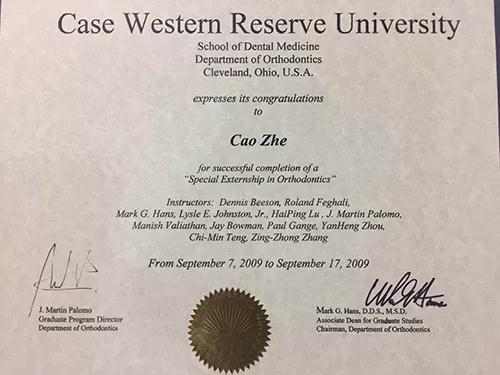 Case Western Reserve University
School of Dental Medicine
Department of Orthodontics
Cleveland, Ohio, U.S.A.
expresses its congratulations
to
Cao Zhe
for successful completion of a
"Special Externship in Orthodontics"
Instructors: Dennis Beeson, Roland Feghali,
Mark G. Hans, Lysle E. Johnston, Jr., HaiPing Lu , J. Martin Palomo,
Manish Valiathan, Jay Bowman, Paul Gange, YanHeng Zhou,
Chi-Min Teng, Zing-Zhong Zhang
From September 7, 2009 to September 17, 2009
J. Martin Palomo
Graduate Program Director
Department of Orthodontics
Mark G. Hans, D.D.S., M.S.D.
Associate Dean for Graduate Studies
Chairman, Department of Orthodontics